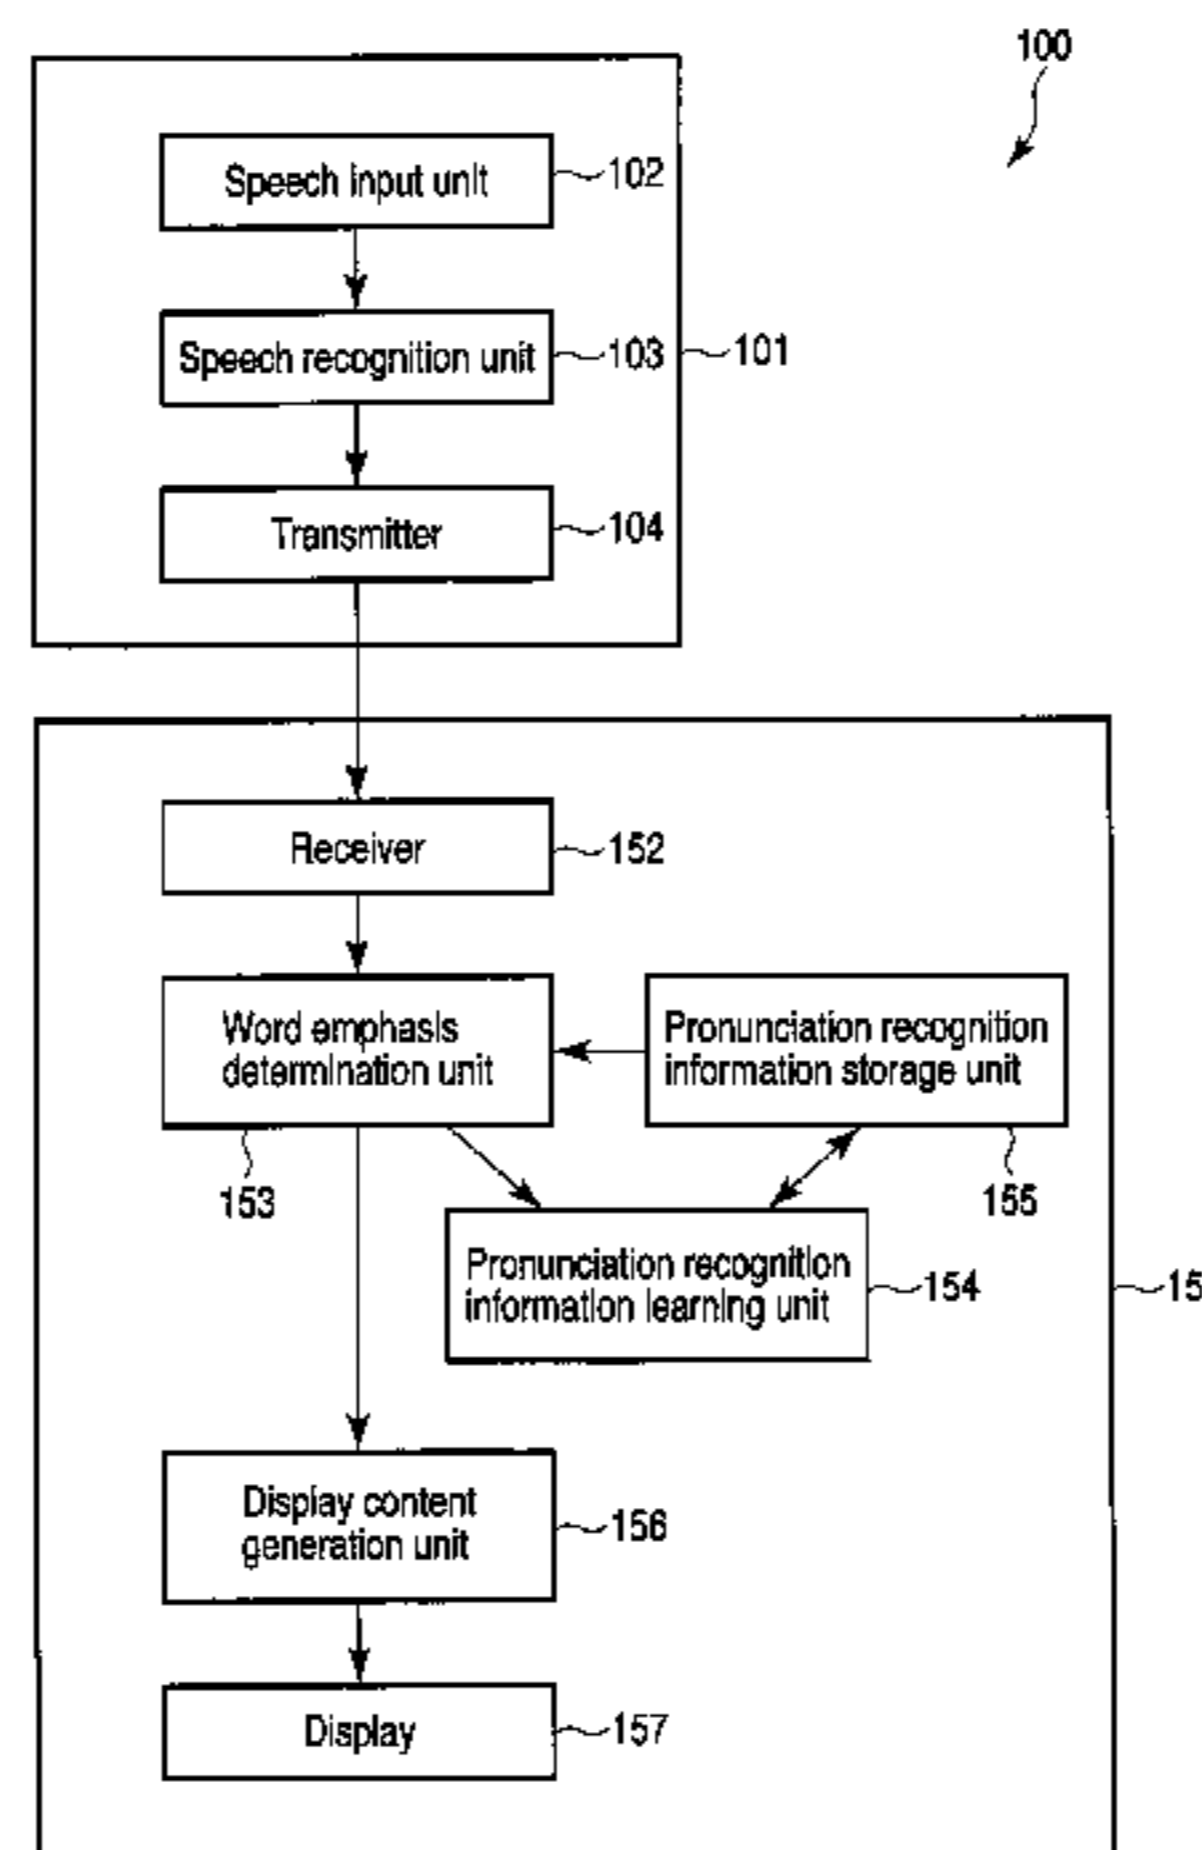 100
Speech input unit
102
Speech recognition unit
103
101
Transmitter
104
Receiver
152
Word emphasis
determination unit
Pronunciation recognition
information storage unit
153
155
Pronunciation recognition
information learning unit
154
15
Display content
generation unit
156
Display
157